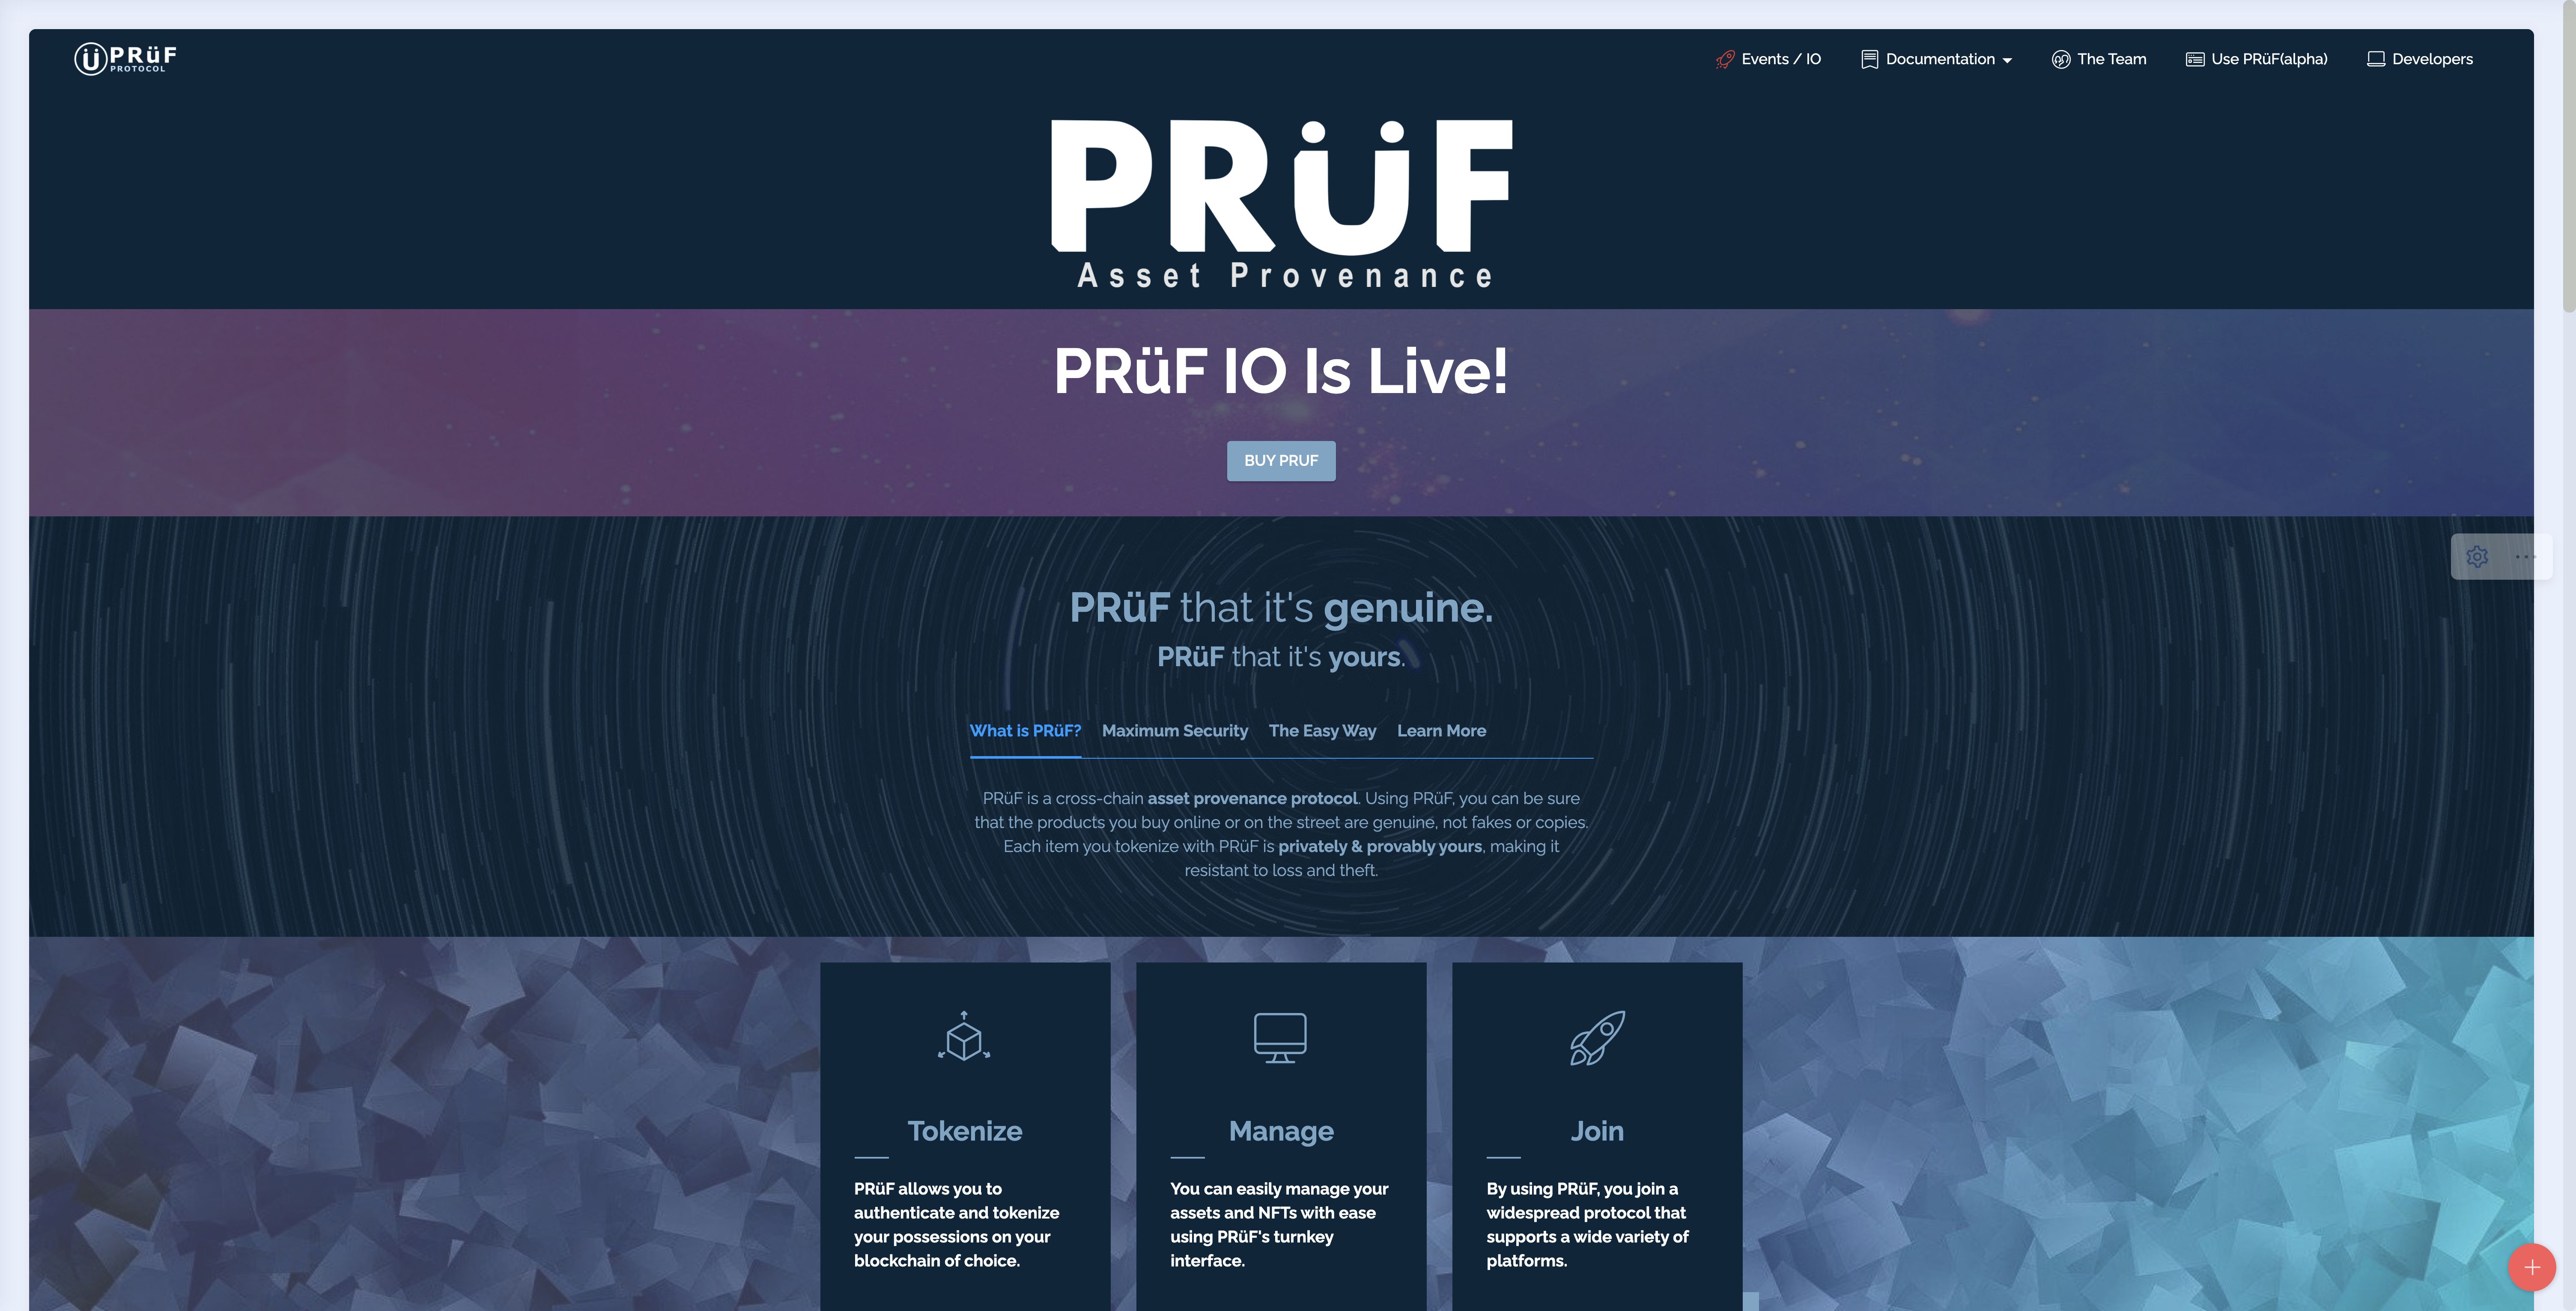 Ü PRüF
PROTOCOL
Events / IO
Documentation
The Team
Use PRüF(alpha)
Developers
PRÜF
Asset Provenance
PRüF IO Is Live!
BUY PRUF
PRüF that it's genuine.
PRüF that it's yours.
What is PRüF?
Maximum Security
The Easy Way
Learn More
PRüF is a cross-chain asset provenance protocol. Using PRüF, you can be sure
that the products you buy online or on the street are genuine, not fakes or copies.
Each item you tokenize with PRüF is privately & provably yours, making it
resistant to loss and theft.
Tokenize
PRüF allows you to
authenticate and tokenize
your possessions on your
blockchain of choice.
Manage
You can easily manage your
assets and NFTs with ease
using PRüF's turnkey
interface.
Join
By using PRüF, you join a
widespread protocol that
supports a wide variety of
platforms.